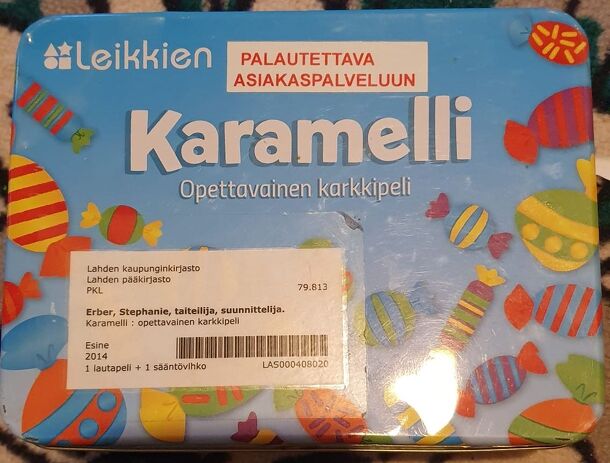 Leikkien
PALAUTETTAVA
ASIAKASPALVELUUN
Karamelli
Opettavainen karkkipeli
Lahden kaupunginkirjasto
Lahden pääkirjasto
PKL 79.813
Erber, Stephanie, taiteilija, suunnittelija.
Karamelli : opettavainen karkkipeli
Esine
2014
1 lautapeli + 1 sääntövihko LAS000408020